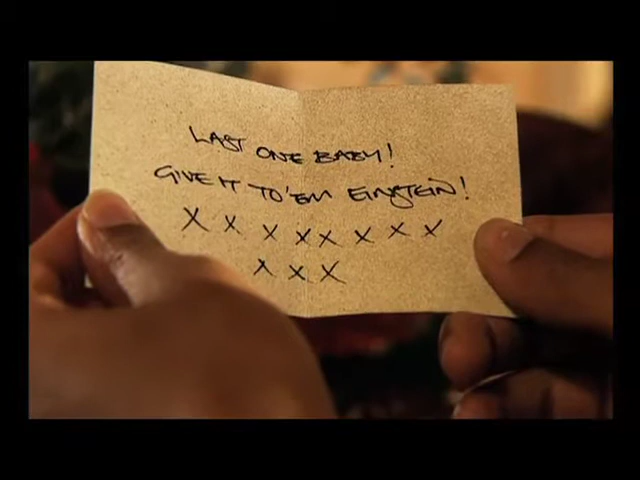 LAST ONE BABY!
GIVE IT TO 'EM EINSTEIN!
X X X X X X X X
X X X